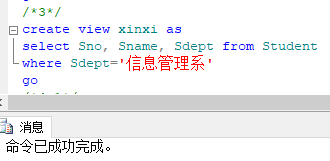 /*3*/
create view xinxi as
select Sno, Sname, Sdept from Student
where Sdept='信息管理系'
go
消息
命令已成功完成。